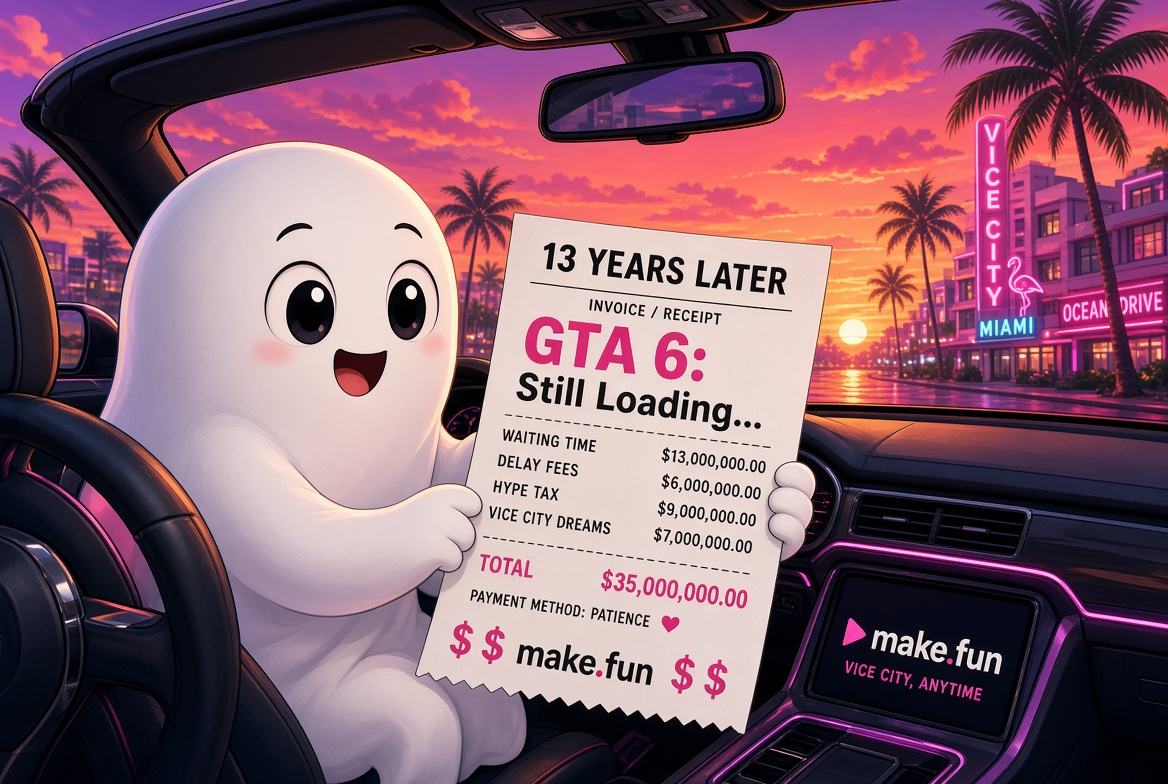 13 YEARS LATER
INVOICE / RECEIPT
GTA 6:
Still Loading...
WAITING TIME $13,000,000.00
DELAY FEES $6,000,000.00
HYPE TAX $9,000,000.00
VICE CITY DREAMS $7,000,000.00
TOTAL $35,000,000.00
PAYMENT METHOD: PATIENCE ♥
$ $ make.fun $ $
VICE CITY
MIAMI
OCEAN DRIVE
make.fun
VICE CITY, ANYTIME